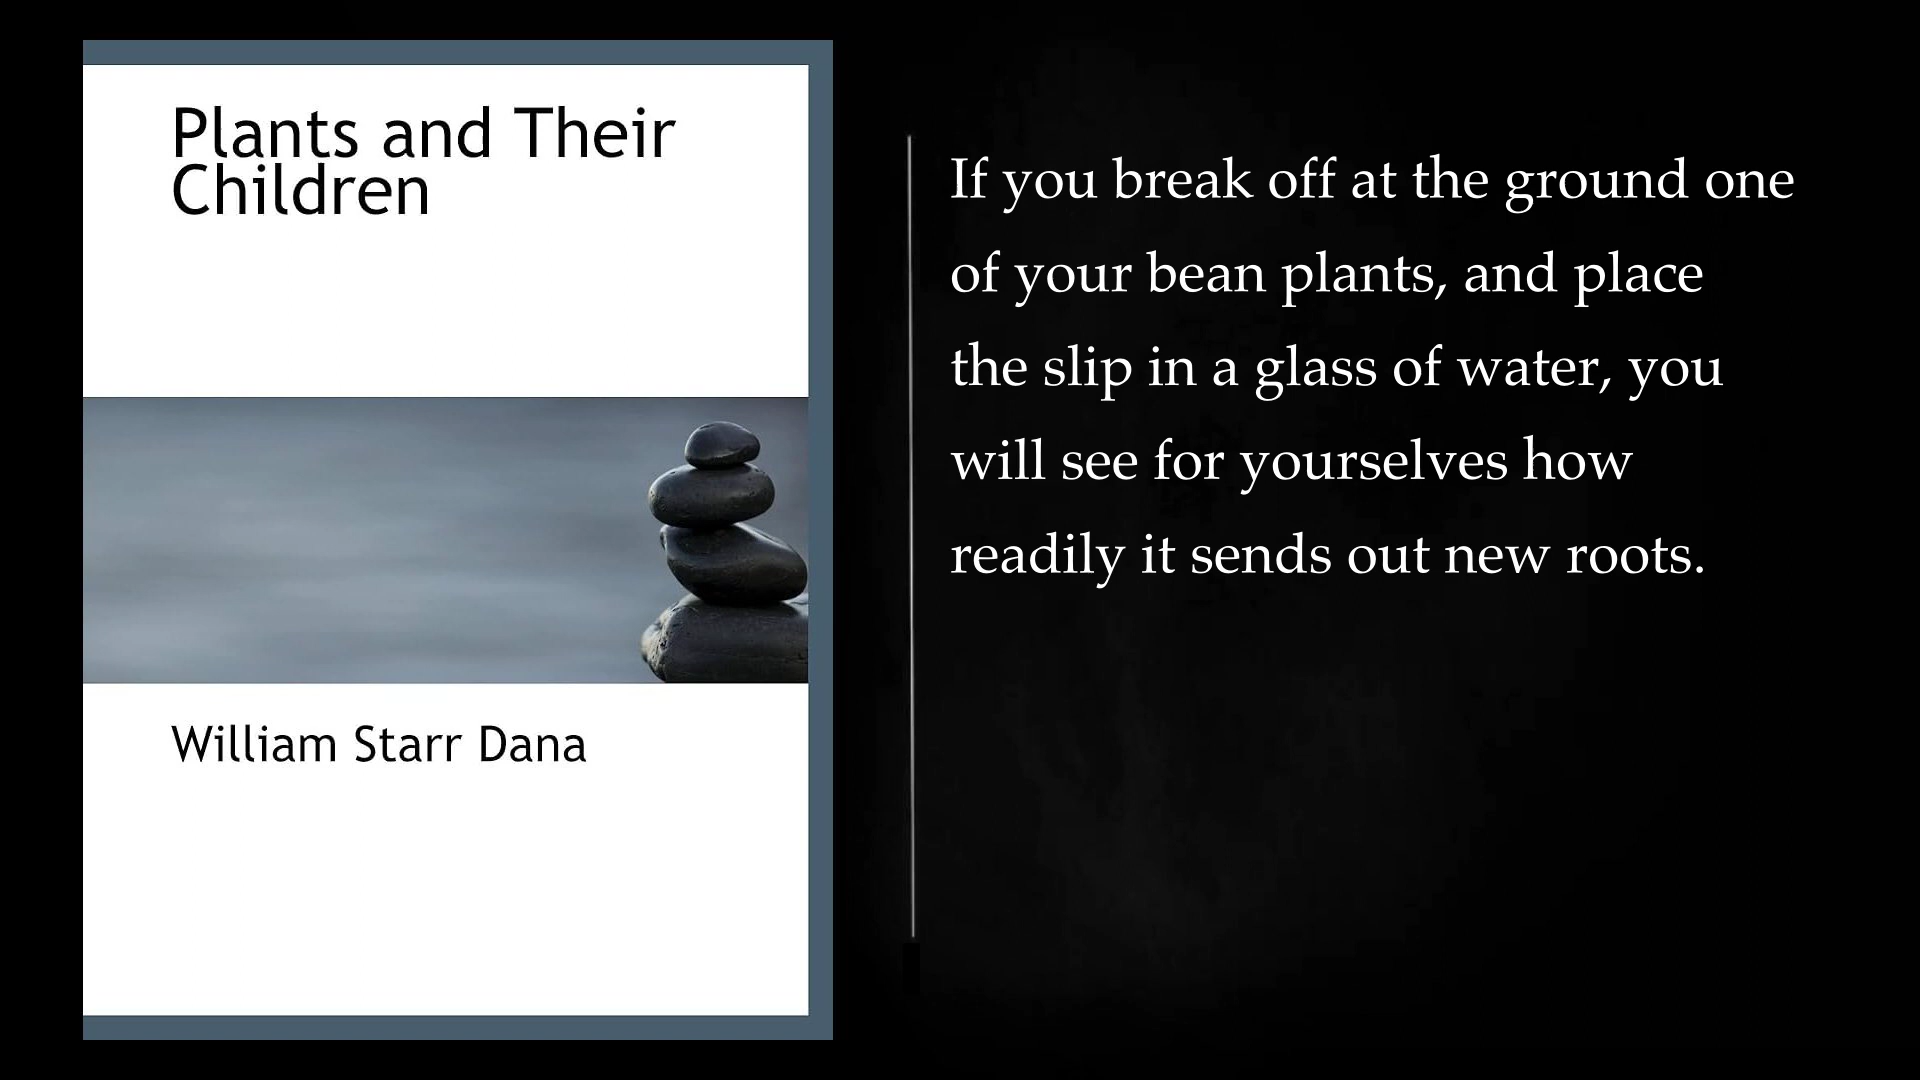 Plants and Their
Children
William Starr Dana
If you break off at the ground one
of your bean plants, and place
the slip in a glass of water, you
will see for yourselves how
readily it sends out new roots.